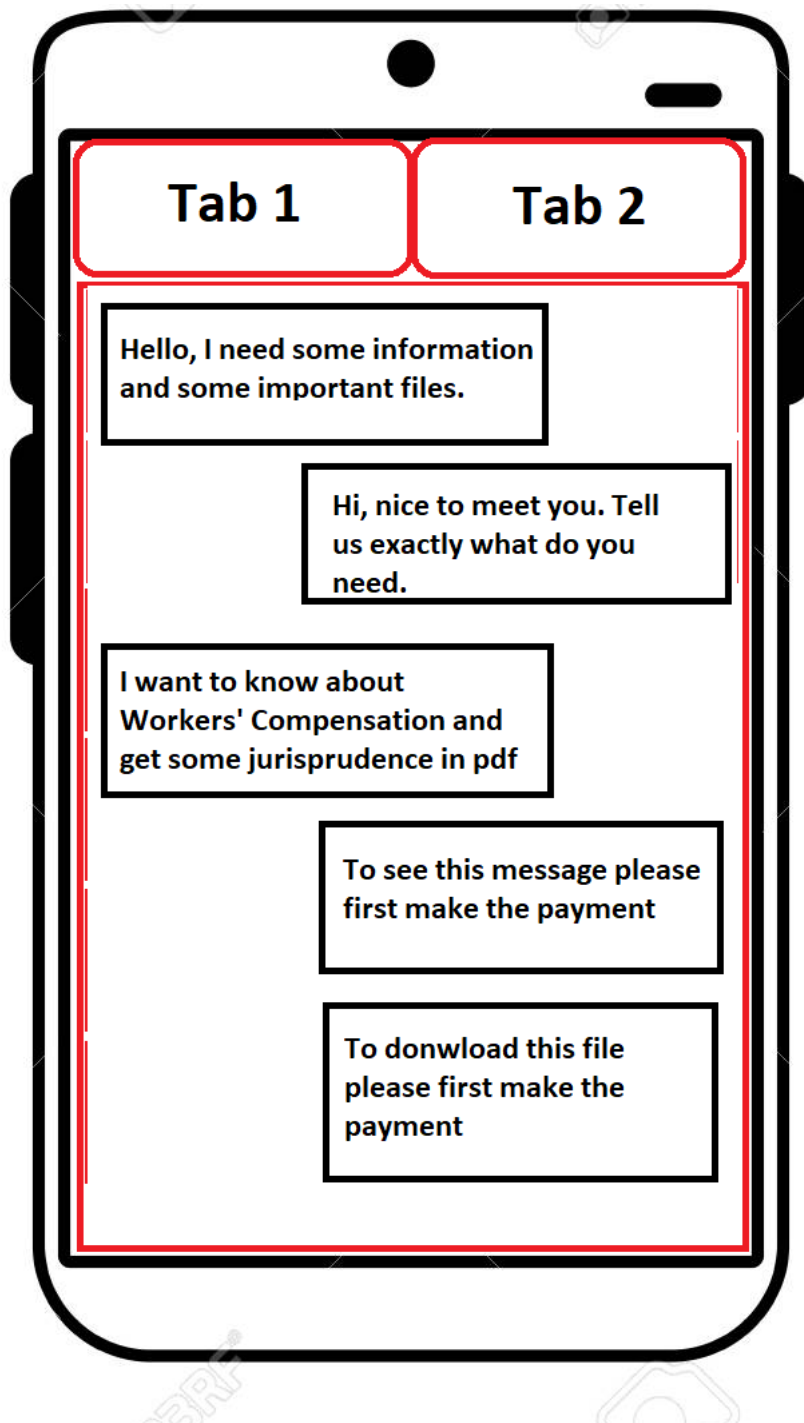 Tab 1
Tab 2
Hello, I need some information
and some important files.
Hi, nice to meet you. Tell
us exactly what do you
need.
I want to know about
Workers' Compensation and
get some jurisprudence in pdf
To see this message please
first make the payment
To donwload this file
please first make the
payment